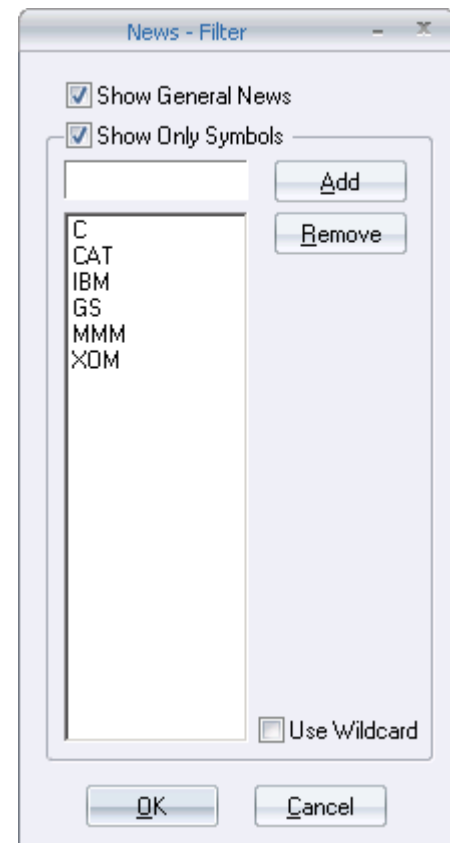 News - Filter
Show General News
Show Only Symbols
Add
C
Remove
CAT
IBM
GS
MMM
XOM
Use Wildcard
OK
Cancel